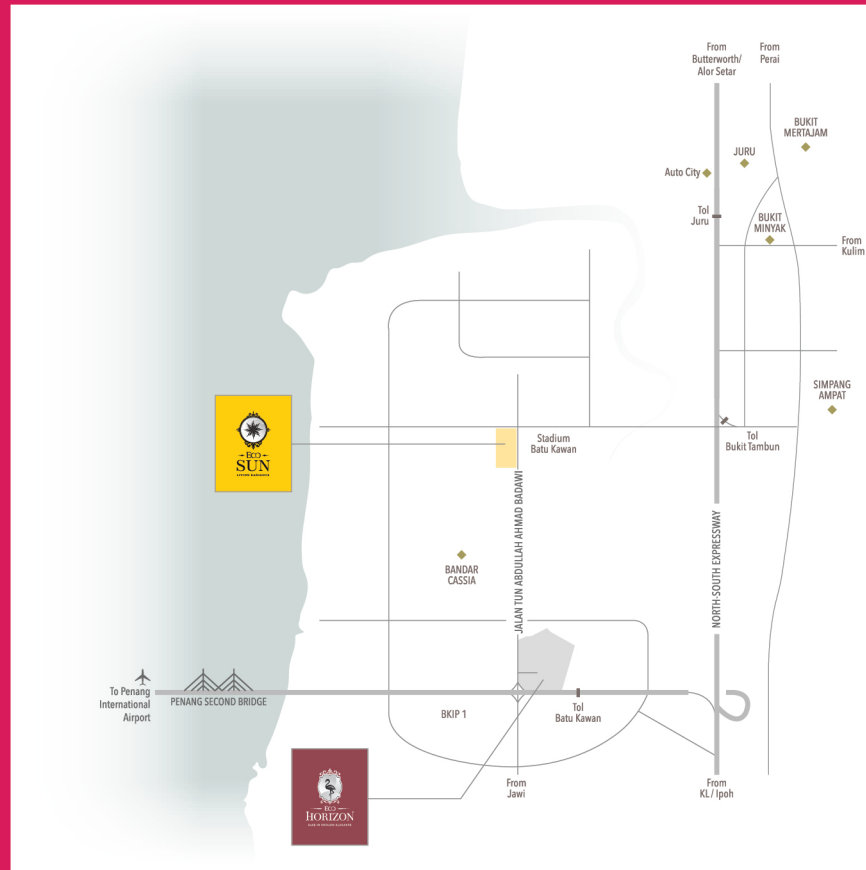 From
Butterworth/
Alor Setar
From
Perai
BUKIT
MERTAJAM
JURU
Auto City
Tol
Juru
BUKIT
MINYAK
From
Kulim
SIMPANG
AMPAT
ECO
SUN
Stadium
Batu Kawan
Tol
Bukit Tambun
JALAN TUN ABDULLAH AHMAD BADAWI
NORTH-SOUTH EXPRESSWAY
BANDAR
CASSIA
To Penang
International
Airport
PENANG SECOND BRIDGE
BKIP 1
Tol
Batu Kawan
From
Jawi
From
KL / Ipoh
ECO
HORIZON